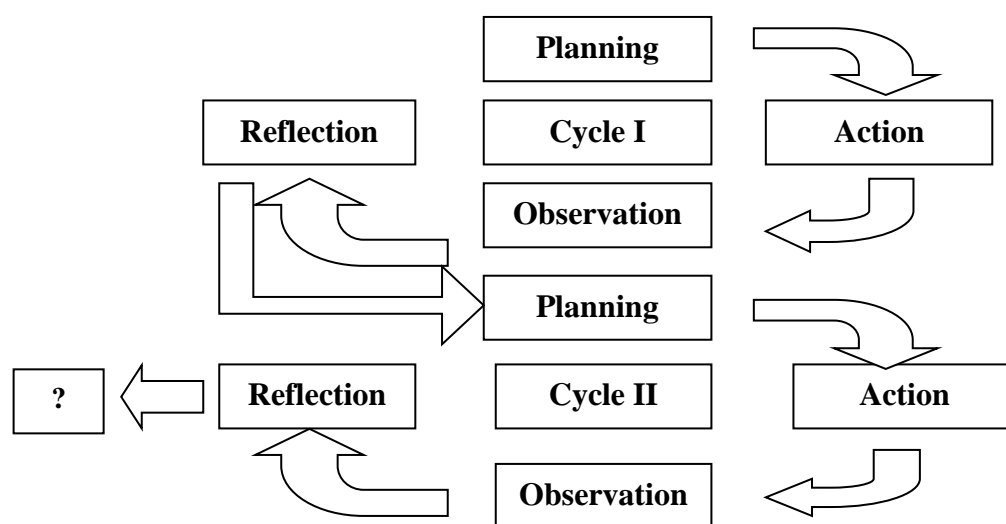 Planning
Reflection
Cycle I
Action
Observation
Planning
?
Reflection
Cycle II
Action
Observation